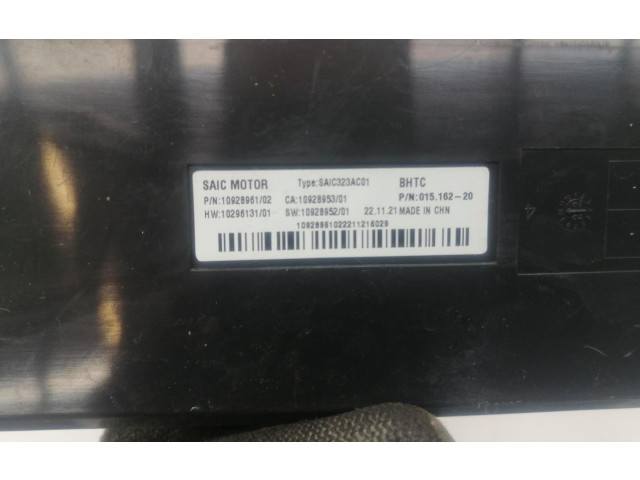 SAIC MOTOR Type:SAIC323AC01 BHTC
P/N:10928961/02 CA:10928953/01 P/N:015.162-20
HW:10296131/01 SW:10928952/01 22.11.21 MADE IN CHN
10928961022211216029